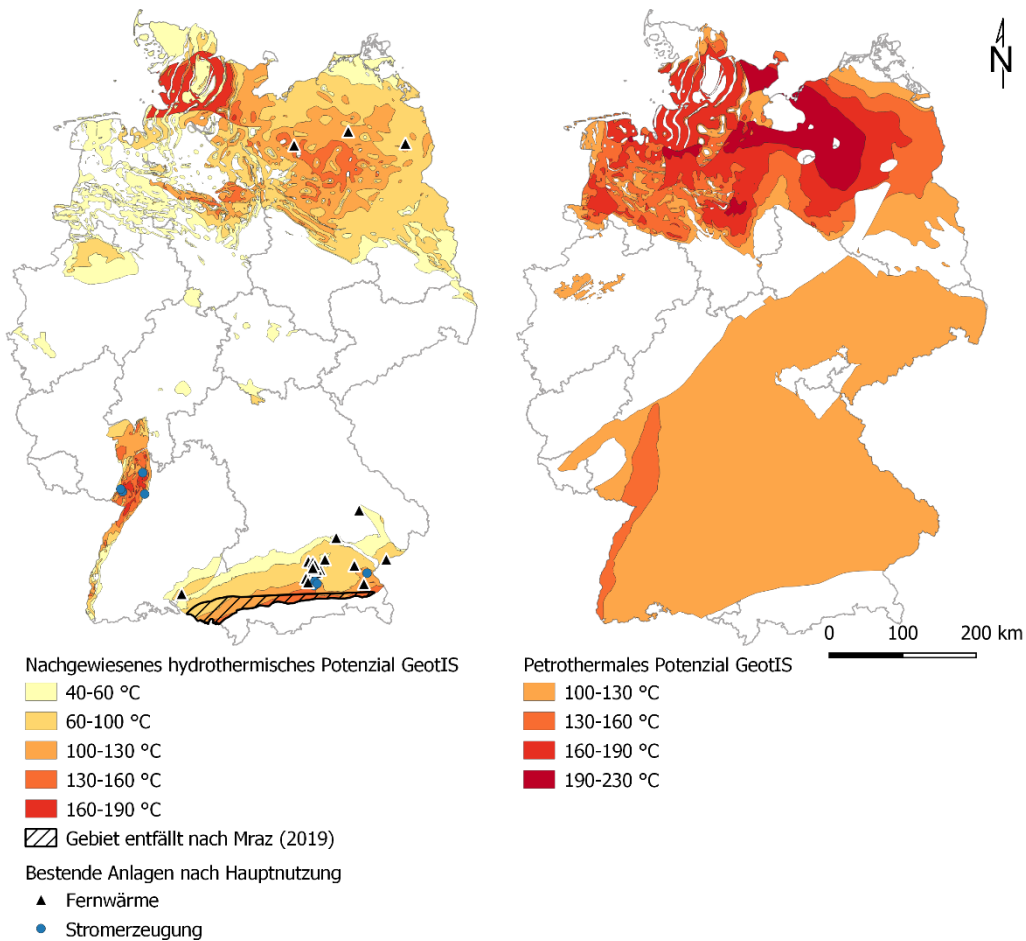 N
0 100 200 km
Nachgewiesenes hydrothermisches Potenzial GeotIS
40-60 °C
60-100 °C
100-130 °C
130-160 °C
160-190 °C
Gebiet entfällt nach Mraz (2019)
Bestende Anlagen nach Hauptnutzung
Fernwärme
Stromerzeugung
Petrothermales Potenzial GeotIS
100-130 °C
130-160 °C
160-190 °C
190-230 °C